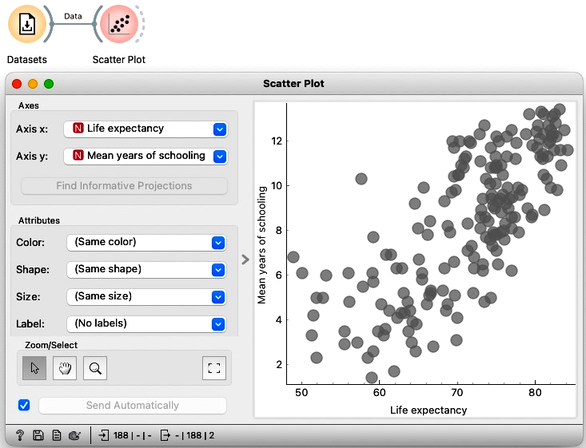 Data
Datasets
Scatter Plot
Scatter Plot
Axes
Axis x:
N Life expectancy
Axis y:
N Mean years of schooling
Find Informative Projections
Attributes
Color:
(Same color)
Shape:
(Same shape)
Size:
(Same size)
Label:
(No labels)
Zoom/Select
Send Automatically
? 188 | - | - - | 188 | 2
Mean years of schooling
12
10
8
6
4
2
50 60 70 80
Life expectancy